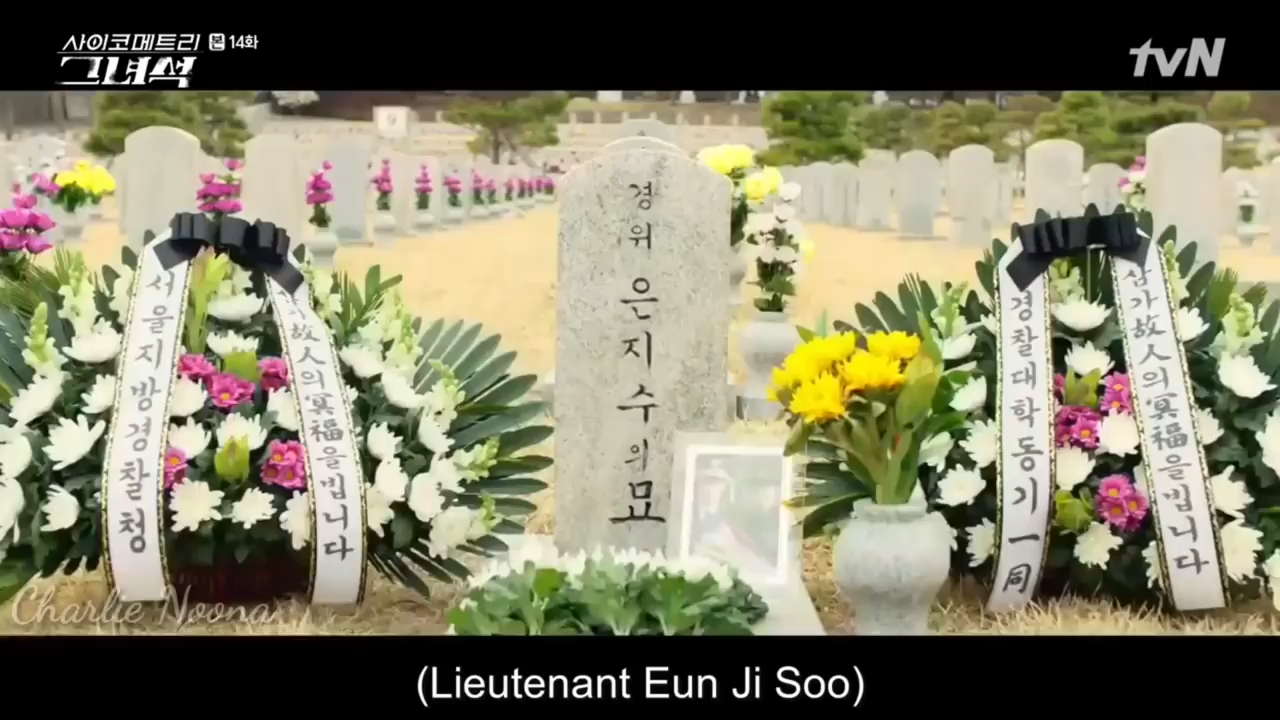 사이코메트리 본 14화
그녀석
tvN
경위 은지수의 묘
서울지방경찰청
故人의 冥福을 빕니다
경찰대학동기一同
삼가故人의 冥福을 빕니다
Charlie Noona
(Lieutenant Eun Ji Soo)